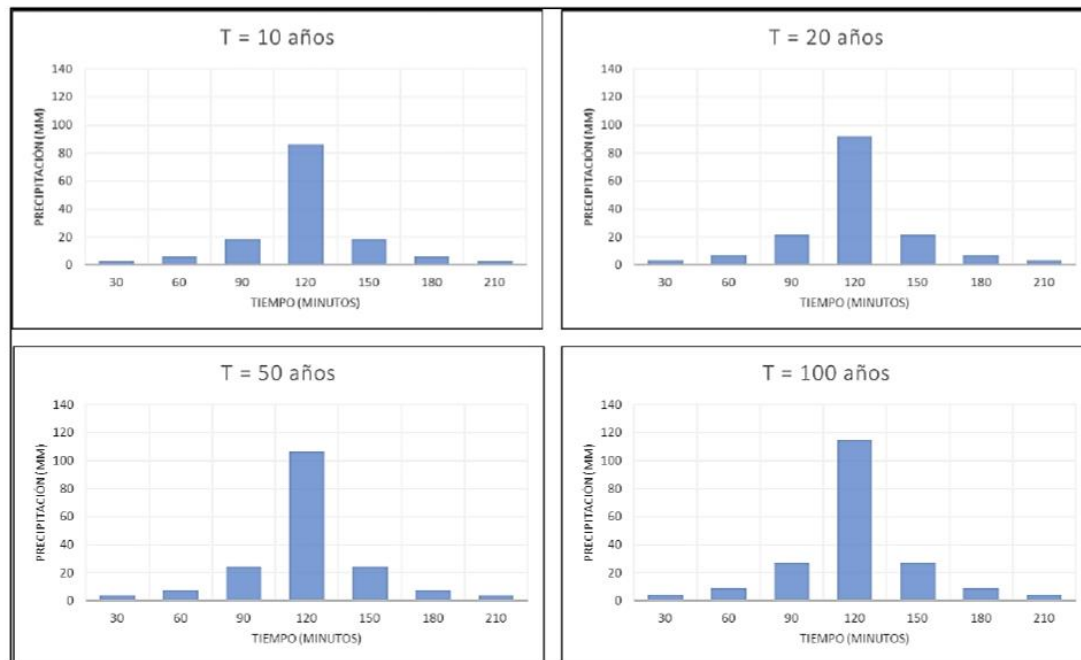 T = 10 años
PRECIPITACIÓN (MM)
140
120
100
80
60
40
20
0
30 60 90 120 150 180 210
TIEMPO (MINUTOS)
T = 20 años
PRECIPITACIÓN (MM)
140
120
100
80
60
40
20
0
30 60 90 120 150 180 210
TIEMPO (MINUTOS)
T = 50 años
PRECIPITACIÓN (MM)
140
120
100
80
60
40
20
0
30 60 90 120 150 180 210
TIEMPO (MINUTOS)
T = 100 años
PRECIPITACIÓN (MM)
140
120
100
80
60
40
20
0
30 60 90 120 150 180 210
TIEMPO (MINUTOS)